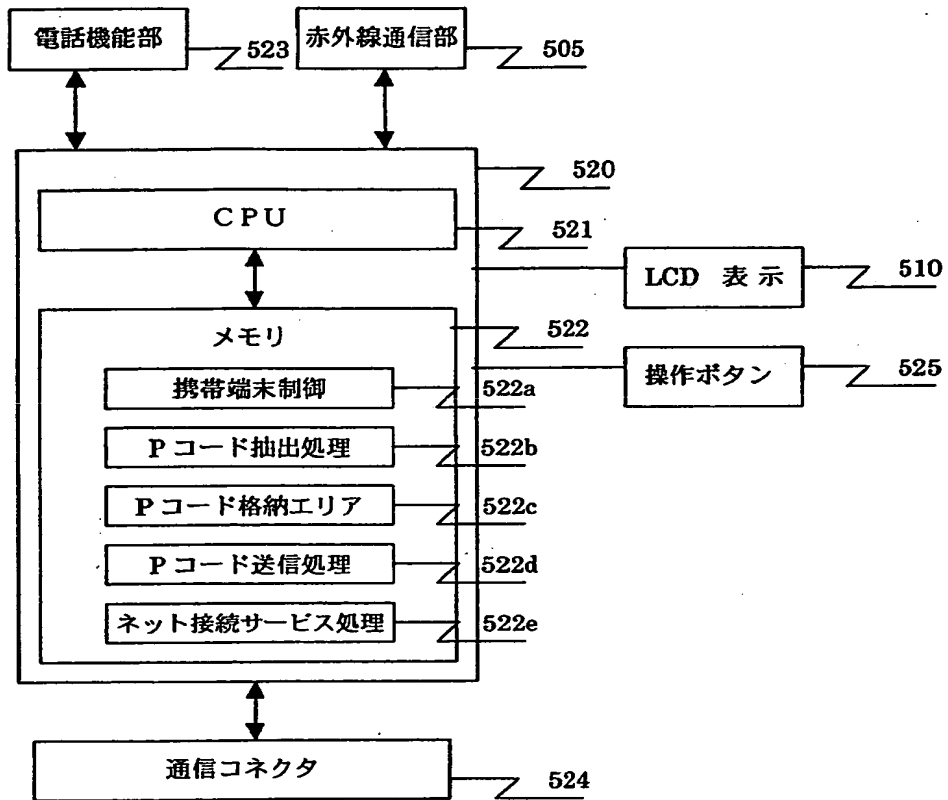 電話機能部 523 赤外線通信部 505
520
CPU
521
LCD 表示 510
メモリ 522
操作ボタン 525
携帯端末制御 522a
Pコード抽出処理 522b
Pコード格納エリア 522c
Pコード送信処理 522d
ネット接続サービス処理 522e
通信コネクタ 524